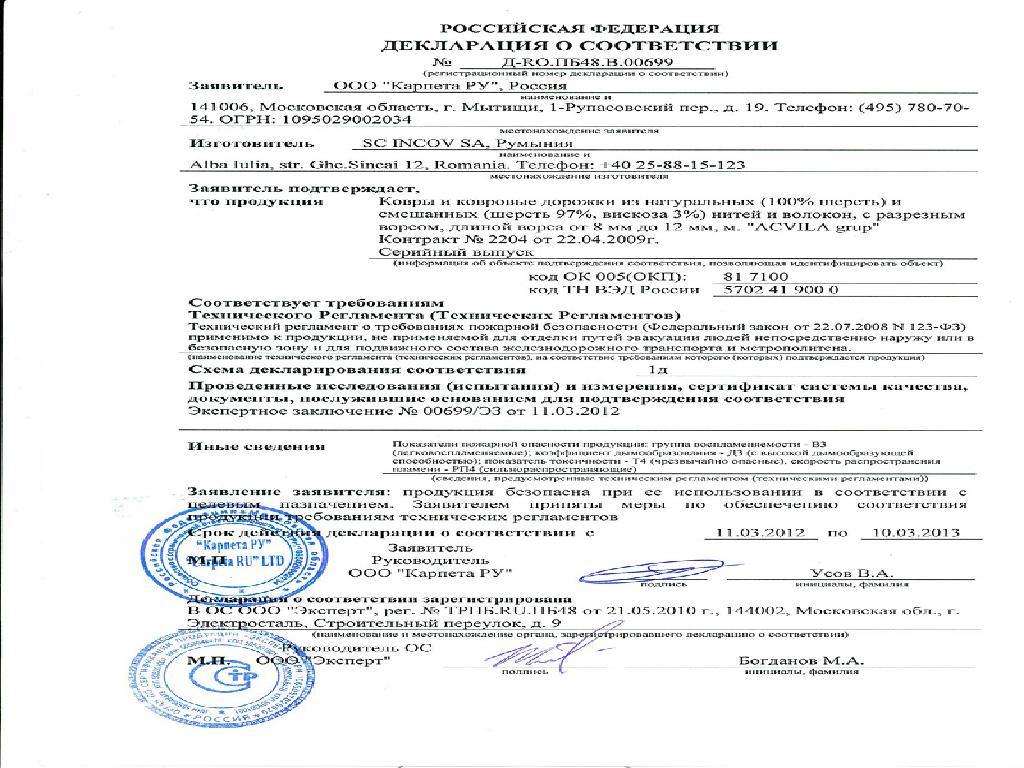 РОССИЙСКАЯ ФЕДЕРАЦИЯ
ДЕКЛАРАЦИЯ О СООТВЕТСТВИИ
№ Д-RO.ПБ48.В.00699
(регистрационный номер декларации о соответствии)
Заявитель ООО "Карпета РУ", Россия
наименование и
141006, Московская область, г. Мытищи, 1-Рупасовский пер., д. 19. Телефон: (495) 780-70-
54. ОГРН: 1095029002034
местонахождение заявителя
Изготовитель SC INCOV SA, Румыния
наименование и
Alba Iulia, str. Ghe.Sincai 12, Romania. Телефон: +40 25-88-15-123
местонахождение изготовителя
Заявитель подтверждает,
что продукция Ковры и ковровые дорожки из натуральных (100% шерсть) и
смешанных (шерсть 97%, вискоза 3%) нитей и волокон, с разрезным
ворсом, длиной ворса от 8 мм до 12 мм, м. "ACVILA grup"
Контракт № 2204 от 22.04.2009г.
Серийный выпуск
(информация об объекте подтверждения соответствия, позволяющая идентифицировать объект)
код ОК 005(ОКП): 81 7100
код ТН ВЭД России 5702 41 900 0
Соответствует требованиям
Технического Регламента (Технических Регламентов)
Технический регламент о требованиях пожарной безопасности (Федеральный закон от 22.07.2008 N 123-ФЗ)
применимо к продукции, не применяемой для отделки путей эвакуации людей непосредственно наружу или в
безопасную зону и для подвижного состава железнодорожного транспорта и метрополитена.
(наименование технического регламента (технических регламентов), на соответствие требованиям которого (которых) подтверждается продукция)
Схема декларирования соответствия 1д
Проведенные исследования (испытания) и измерения, сертификат системы качества,
документы, послужившие основанием для подтверждения соответствия
Экспертное заключение № 00699/ЭЗ от 11.03.2012
Иные сведения Показатели пожарной опасности продукции: группа воспламеняемости - В3
(легковоспламеняемые); коэффициент дымообразования - Д3 (с высокой дымообразующей
способностью); показатель токсичности - Т4 (чрезвычайно опасные), скорость распространения
пламени - РП4 (сильнораспространяющие)
(сведения, предусмотренные техническим регламентом (техническими регламентами))
Заявление заявителя: продукция безопасна при ее использовании в соответствии с
целевым назначением. Заявителем приняты меры по обеспечению соответствия
продукции требованиям технических регламентов
Срок действия декларации о соответствии с 11.03.2012 по 10.03.2013
Заявитель
М.П. Руководитель
ООО "Карпета РУ" Усов В.А.
подпись инициалы, фамилия
"Карпета РУ"
"Carpeta RU" LTD
Декларация о соответствии зарегистрирована
В ОС ООО "Эксперт", рег. № ТРПБ.RU.ПБ48 от 21.05.2010 г., 144002, Московская обл., г.
Электросталь, Строительный переулок, д. 9
(наименование и местонахождение органа, зарегистрировавшего декларацию о соответствии)
Руководитель ОС
М.П. ООО "Эксперт" Богданов М.А.
подпись инициалы, фамилия
РОССИЯ